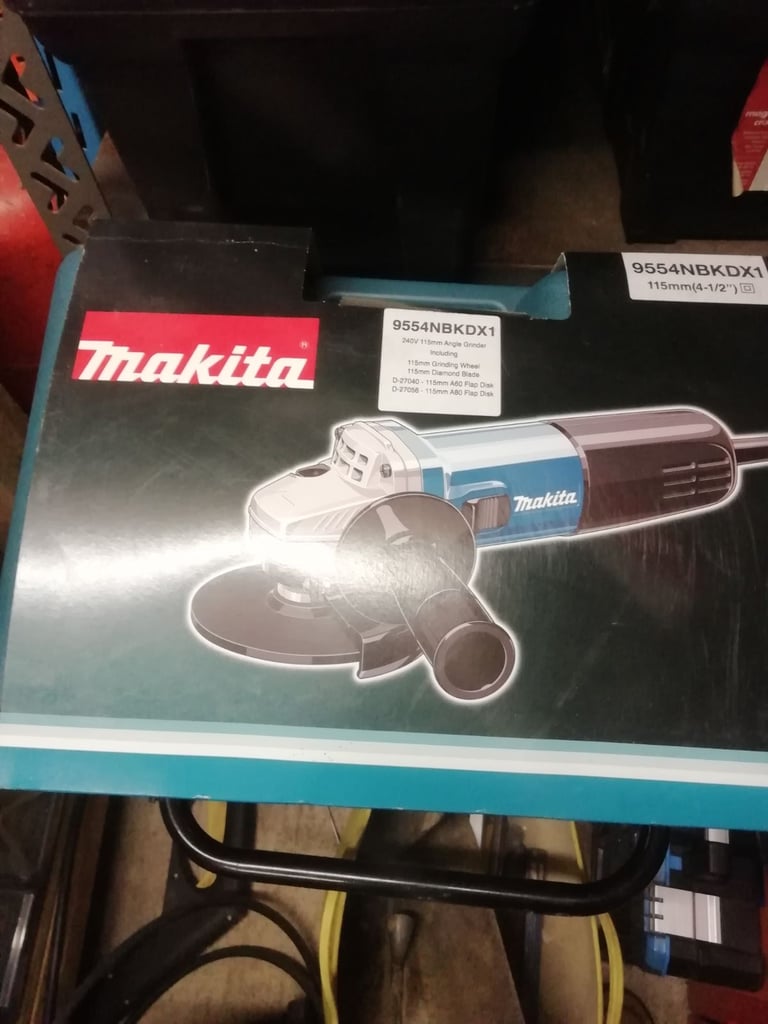 9554NBKDX1
115mm(4-1/2")
makita
9554NBKDX1
240V 115mm Angle Grinder
Including
115mm Grinding Wheel
115mm Diamond Blade
D-27040 - 115mm A60 Flap Disk
D-27056 - 115mm A80 Flap Disk
makita